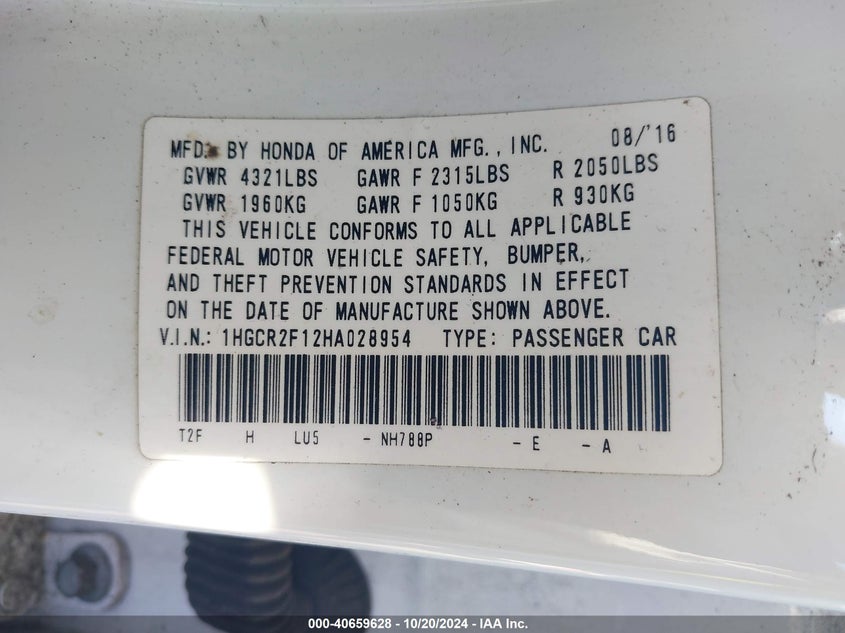 MFD. BY HONDA OF AMERICA MFG., INC. 08/'16
GVWR 4321LBS GAWR F 2315LBS R 2050LBS
GVWR 1960KG GAWR F 1050KG R 930KG
THIS VEHICLE CONFORMS TO ALL APPLICABLE
FEDERAL MOTOR VEHICLE SAFETY, BUMPER,
AND THEFT PREVENTION STANDARDS IN EFFECT
ON THE DATE OF MANUFACTURE SHOWN ABOVE.
V.I.N.: 1HGCR2F12HA028954 TYPE: PASSENGER CAR
T2F H LU5 - NH788P - E - A
000-40659628 - 10/20/2024 - IAA Inc.